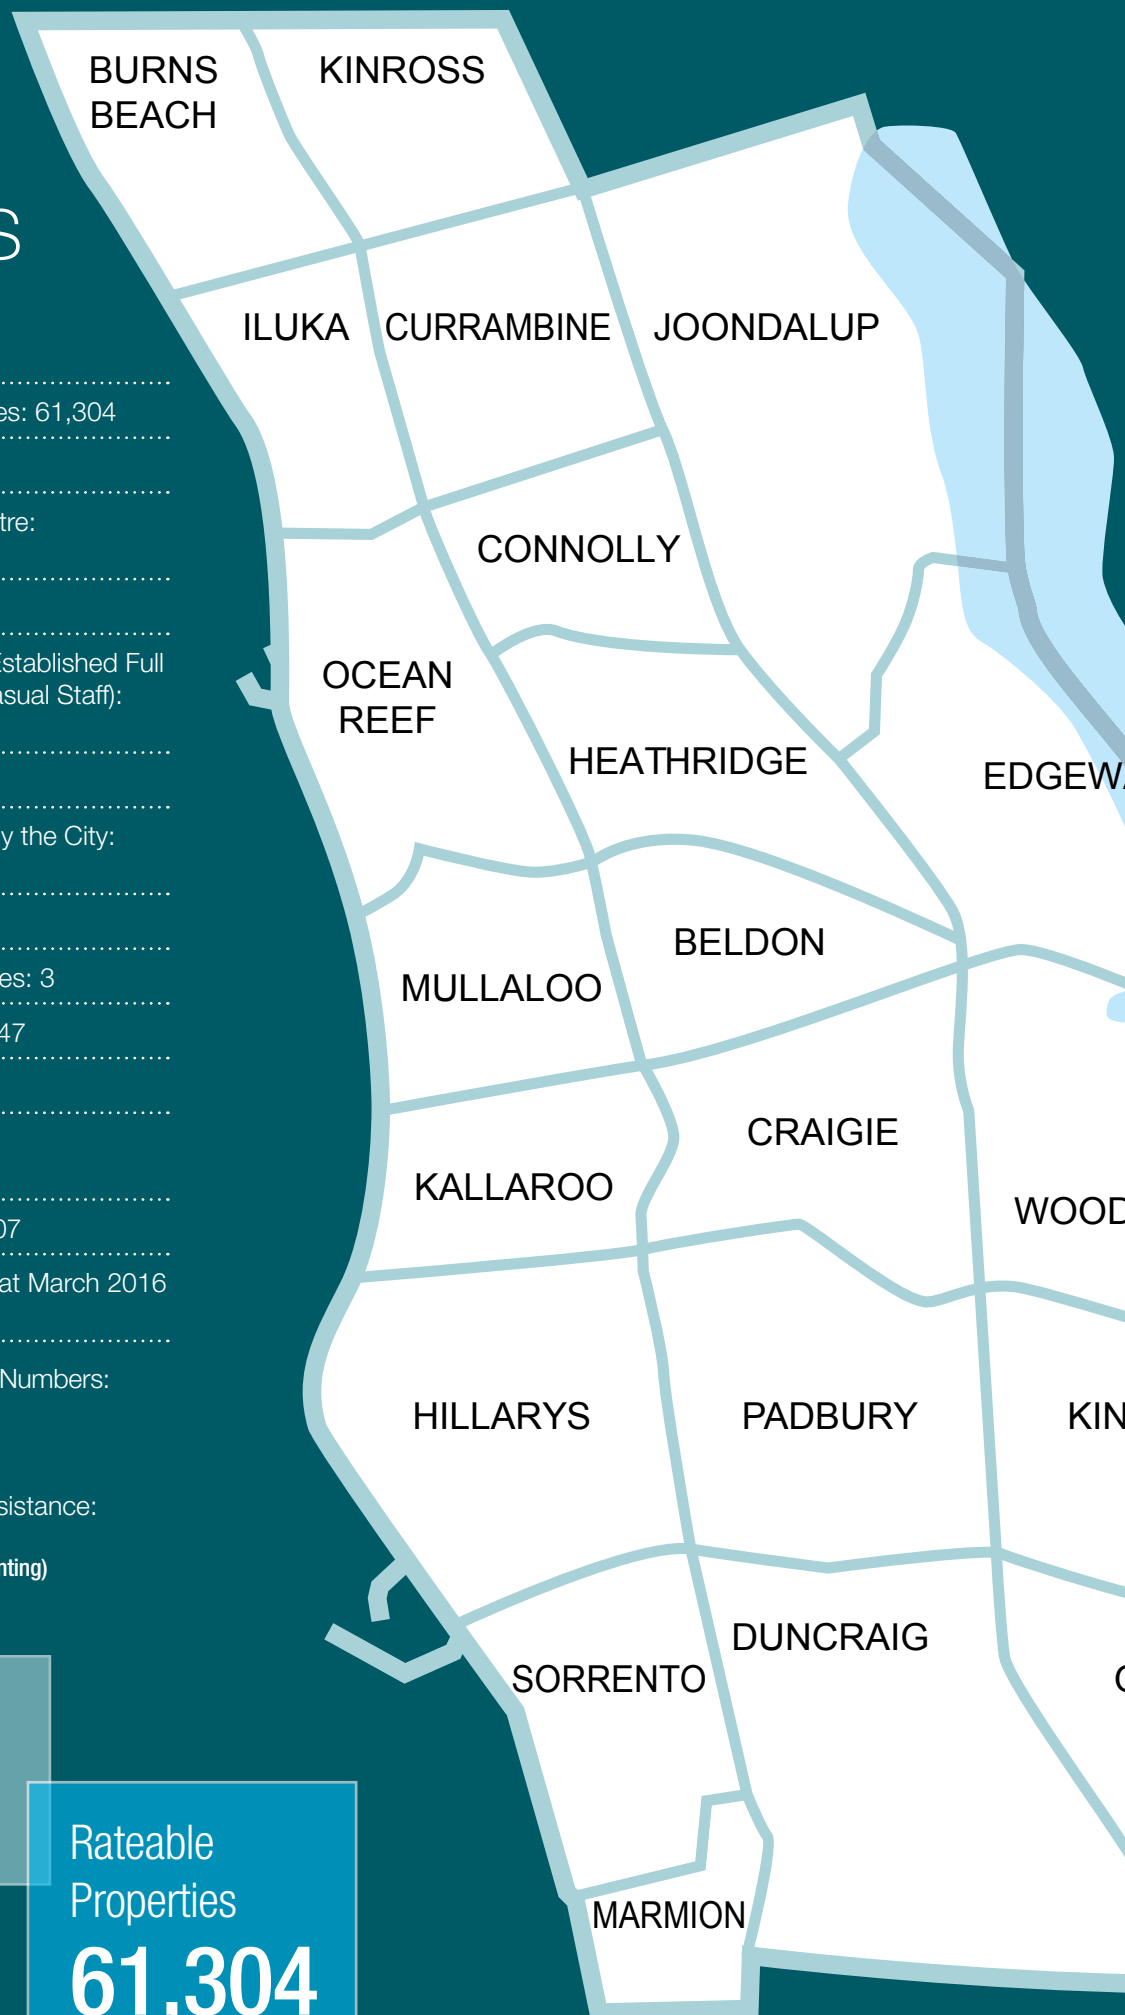 S
es: 61,304
tre:
Established Full
asual Staff):
y the City:
es: 3
47
07
at March 2016
Numbers:
sistance:
nting)
Rateable
Properties
61,304
BURNS
BEACH
KINROSS
ILUKA
CURRAMBINE
JOONDALUP
CONNOLLY
OCEAN
REEF
HEATHRIDGE
EDGEWA
BELDON
MULLALOO
CRAIGIE
KALLAROO
WOOD
HILLARYS
PADBURY
KIN
DUNCRAIG
SORRENTO
MARMION